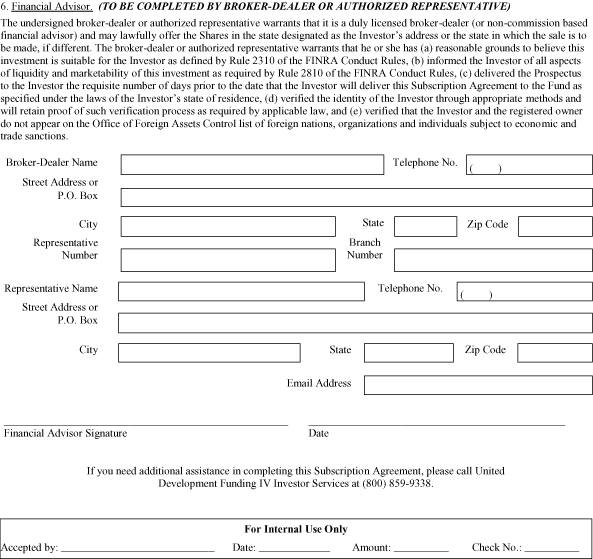 6. Financial Advisor. (TO BE COMPLETED BY BROKER-DEALER OR AUTHORIZED REPRESENTATIVE)
The undersigned broker-dealer or authorized representative warrants that it is a duly licensed broker-dealer (or non-commission based
financial advisor) and may lawfully offer the Shares in the state designated as the Investor's address or the state in which the sale is to
be made, if different. The broker-dealer or authorized representative warrants that he or she has (a) reasonable grounds to believe this
investment is suitable for the Investor as defined by Rule 2310 of the FINRA Conduct Rules, (b) informed the Investor of all aspects
of liquidity and marketability of this investment as required by Rule 2810 of the FINRA Conduct Rules, (c) delivered the Prospectus
to the Investor the requisite number of days prior to the date that the Investor will deliver this Subscription Agreement to the Fund as
specified under the laws of the Investor's state of residence, (d) verified the identity of the Investor through appropriate methods and
will retain proof of such verification process as required by applicable law, and (e) verified that the Investor and the registered owner
do not appear on the Office of Foreign Assets Control list of foreign nations, organizations and individuals subject to economic and
trade sanctions.
Broker-Dealer Name Telephone No. ( )
Street Address or
P.O. Box
City State Zip Code
Representative Branch
Number Number
Representative Name Telephone No. ( )
Street Address or
P.O. Box
City State Zip Code
Email Address
Financial Advisor Signature Date
If you need additional assistance in completing this Subscription Agreement, please call United
Development Funding IV Investor Services at (800) 859-9338.
For Internal Use Only
Accepted by: ____ Date: ____ Amount: ____ Check No.: ____